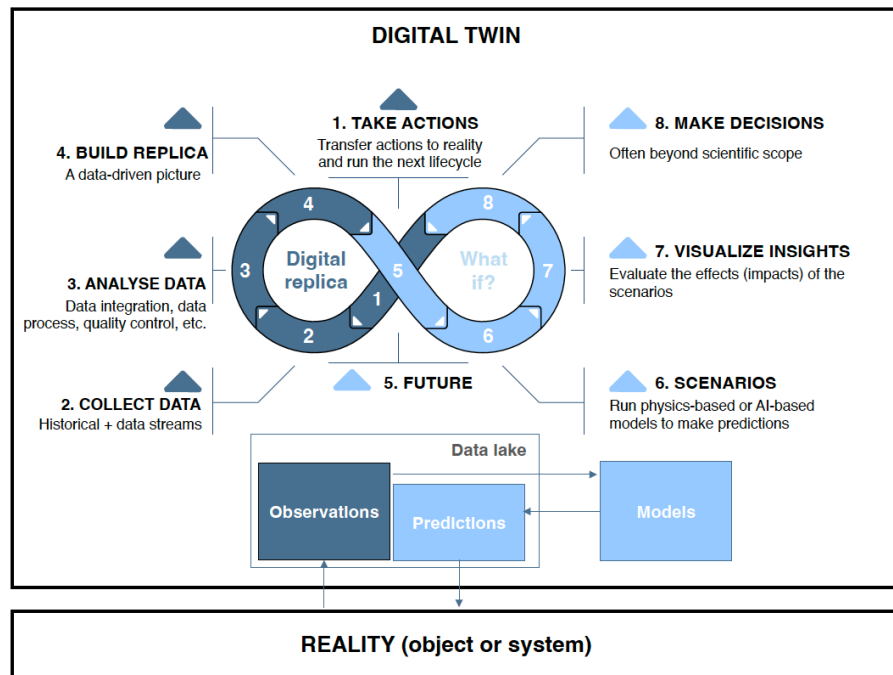 DIGITAL TWIN
1. TAKE ACTIONS
Transfer actions to reality
and run the next lifecycle
4. BUILD REPLICA
A data-driven picture
8. MAKE DECISIONS
Often beyond scientific scope
3. ANALYSE DATA
Data integration, data
process, quality control, etc.
4
3
2
1
Digital
replica
5
What
if?
8
7
6
7. VISUALIZE INSIGHTS
Evaluate the effects (impacts) of the
scenarios
2. COLLECT DATA
Historical + data streams
5. FUTURE
6. SCENARIOS
Run physics-based or AI-based
models to make predictions
Data lake
Observations
Predictions
Models
REALITY (object or system)